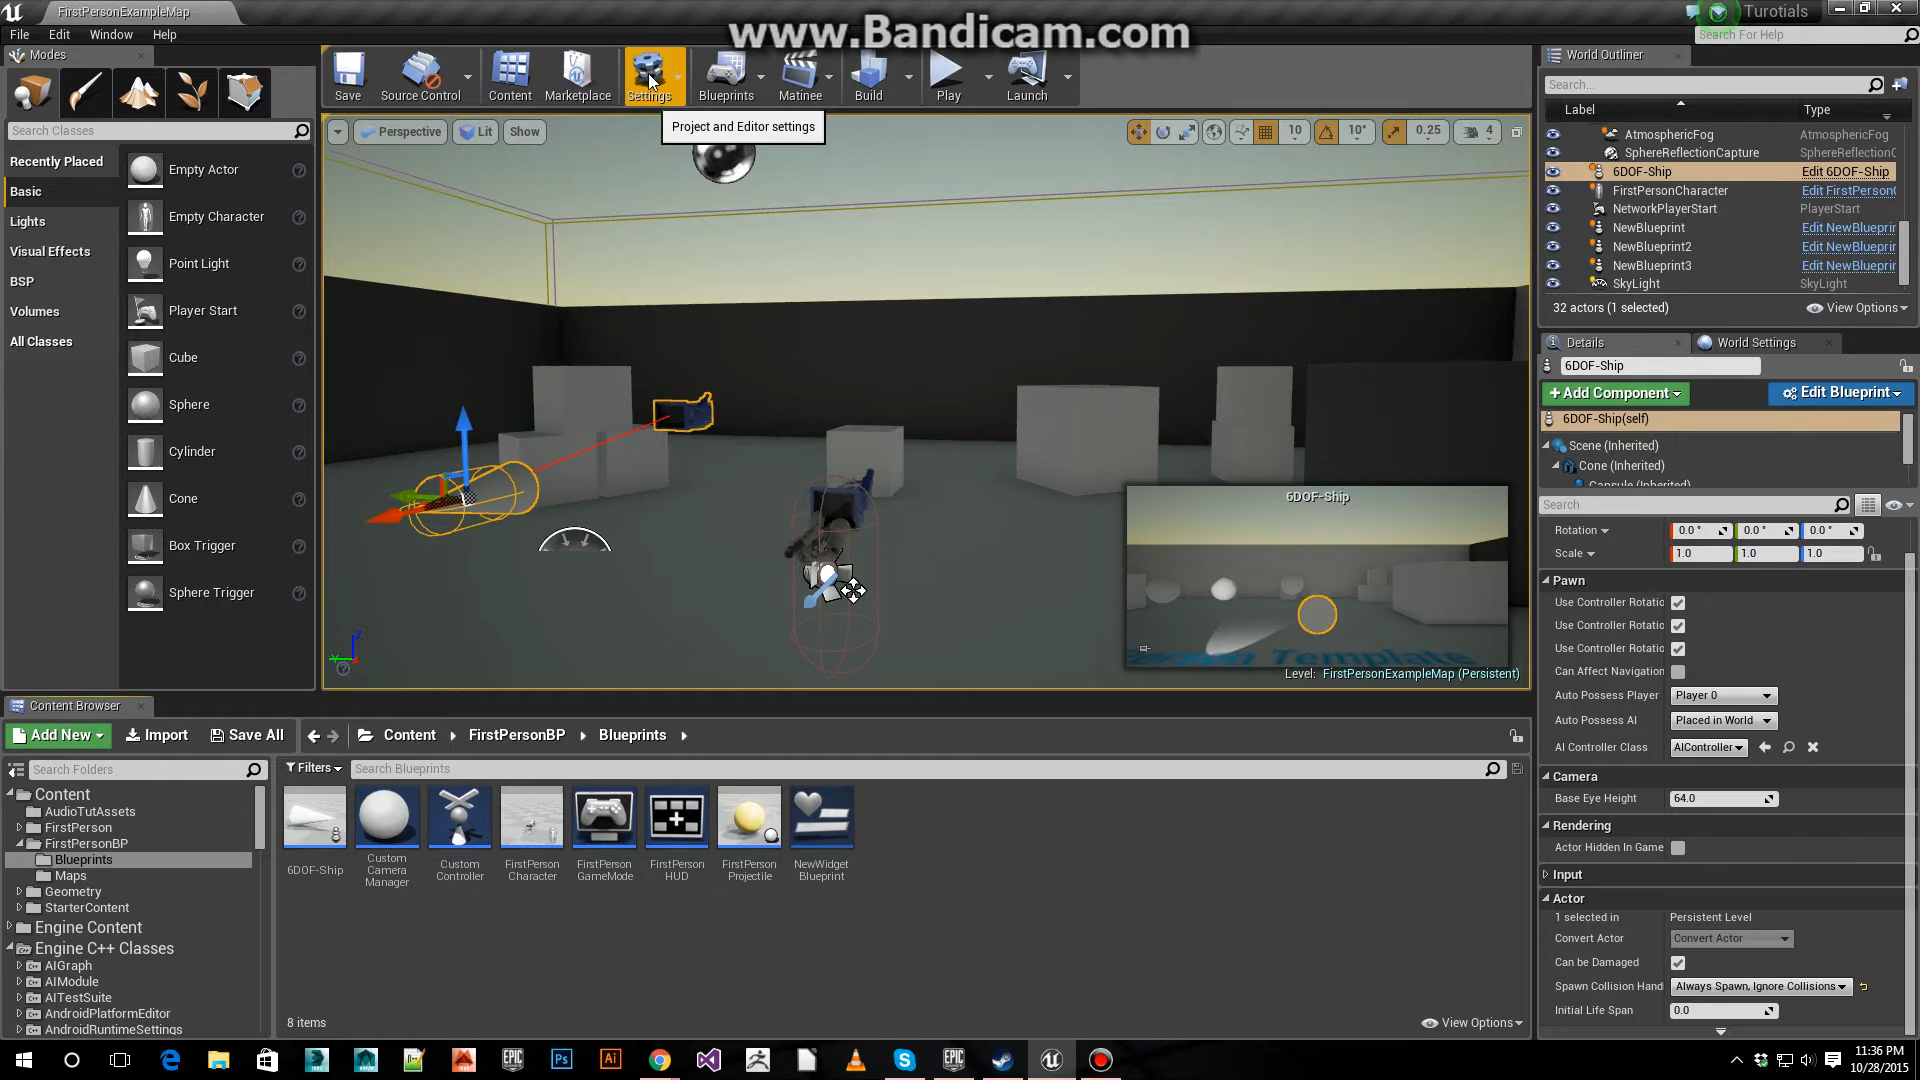 FirstPersonExampleMap
www.Bandicam.com
Turotials
File Edit Window Help
Search For Help
Modes
Save
Source Control
Content
Marketplace
Settings
Blueprints
Matinee
Build
Play
Launch
Project and Editor settings
Search Classes
Recently Placed
Basic
Lights
Visual Effects
BSP
Volumes
All Classes
Empty Actor
Empty Character
Point Light
Player Start
Cube
Sphere
Cylinder
Cone
Box Trigger
Sphere Trigger
Perspective
Lit
Show
10
10°
0.25
4
6DOF-Ship
Level: FirstPersonExampleMap (Persistent)
World Outliner
Search...
Label Type
AtmosphericFog AtmosphericFog
SphereReflectionCapture SphereReflectionC
6DOF-Ship Edit 6DOF-Ship
FirstPersonCharacter Edit FirstPersonC
NetworkPlayerStart PlayerStart
NewBlueprint Edit NewBlueprin
NewBlueprint2 Edit NewBlueprin
NewBlueprint3 Edit NewBlueprin
SkyLight SkyLight
32 actors (1 selected)
View Options
Details
World Settings
6DOF-Ship
Add Component
Edit Blueprint
6DOF-Ship(self)
Scene (Inherited)
Cone (Inherited)
Capsule (Inherited)
Search
Rotation 0.0° 0.0° 0.0°
Scale 1.0 1.0 1.0
Pawn
Use Controller Rotatio
Use Controller Rotatio
Use Controller Rotatio
Can Affect Navigation
Auto Possess Player Player 0
Auto Possess AI Placed in World
AI Controller Class AIController
Camera
Base Eye Height 64.0
Rendering
Actor Hidden In Game
Input
Actor
1 selected in Persistent Level
Convert Actor Convert Actor
Can be Damaged
Spawn Collision Hand Always Spawn, Ignore Collisions
Initial Life Span 0.0
Content Browser
Add New
Import
Save All
Content
FirstPersonBP
Blueprints
Search Folders
Filters
Search Blueprints
Content
AudioTutAssets
FirstPerson
FirstPersonBP
Blueprints
Maps
Geometry
StarterContent
Engine Content
Engine C++ Classes
AIGraph
AIModule
AITestSuite
AndroidPlatformEditor
AndroidRuntimeSettings
6DOF-Ship
Custom
Camera
Manager
Custom
Controller
FirstPerson
Character
FirstPerson
GameMode
FirstPerson
HUD
FirstPerson
Projectile
NewWidget
Blueprint
8 items
View Options
11:36 PM
10/28/2015